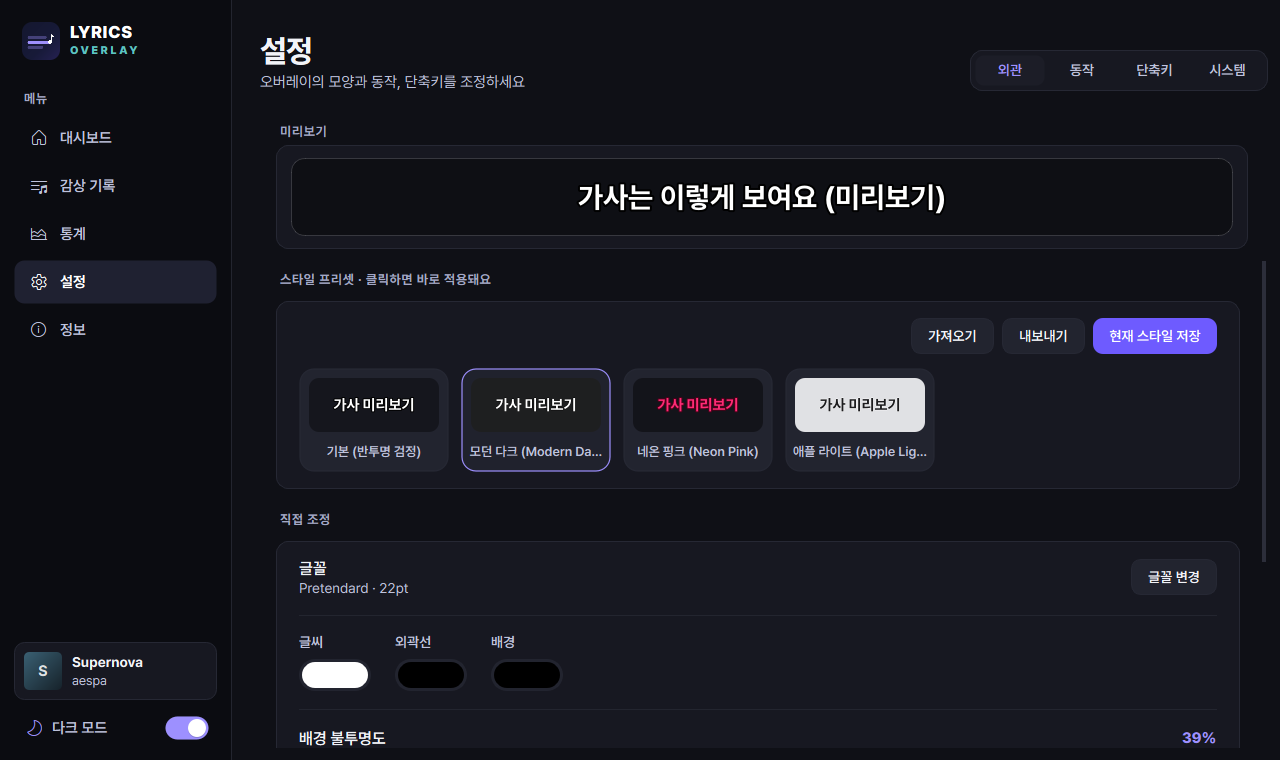 LYRICS
OVERLAY
메뉴
대시보드
감상 기록
통계
설정
정보
S
Supernova
aespa
다크 모드
설정
오버레이의 모양과 동작, 단축키를 조정하세요
외관
동작
단축키
시스템
미리보기
가사는 이렇게 보여요 (미리보기)
스타일 프리셋 · 클릭하면 바로 적용돼요
가져오기
내보내기
현재 스타일 저장
가사 미리보기
기본 (반투명 검정)
가사 미리보기
모던 다크 (Modern Da...
가사 미리보기
네온 핑크 (Neon Pink)
가사 미리보기
애플 라이트 (Apple Lig...
직접 조정
글꼴
Pretendard · 22pt
글꼴 변경
글씨
외곽선
배경
배경 불투명도
39%